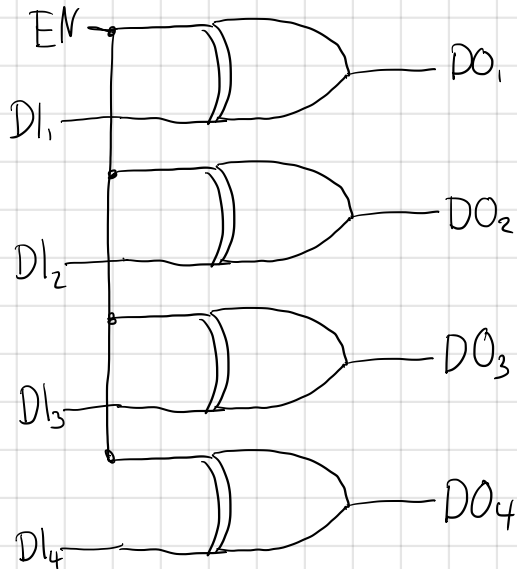 EN
DO₁
DI₁
DO₂
DI₂
DO₃
DI₃
DO₄
DI₄